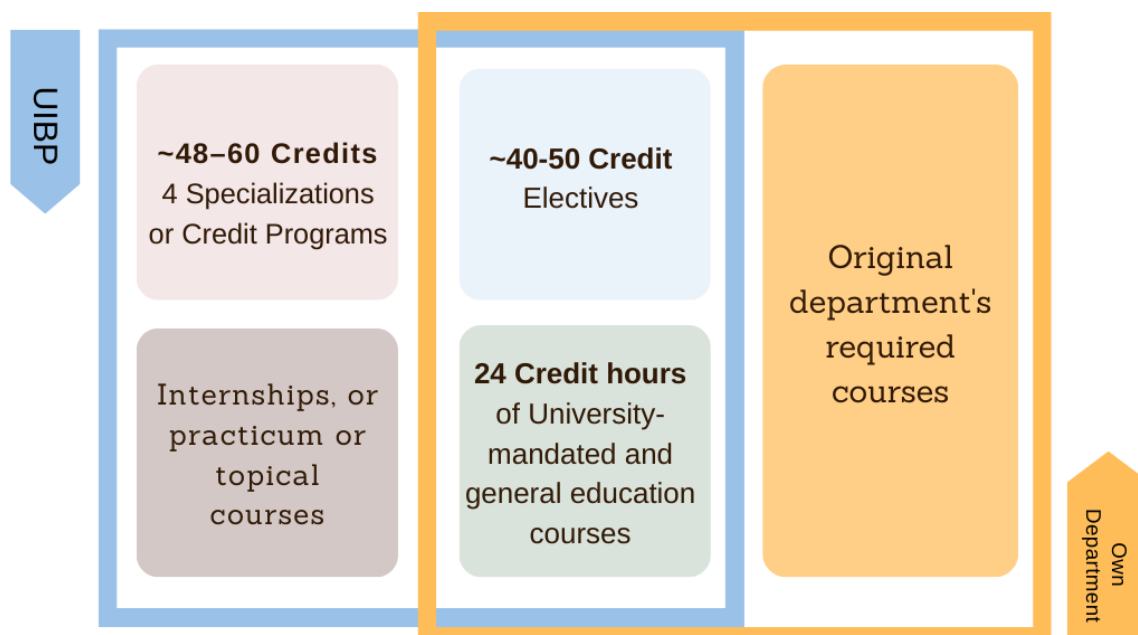 UIBP
~48–60 Credits
4 Specializations
or Credit Programs
Internships, or
practicum or
topical
courses
~40-50 Credit
Electives
24 Credit hours
of University-
mandated and
general education
courses
Original
department's
required
courses
Own
Department